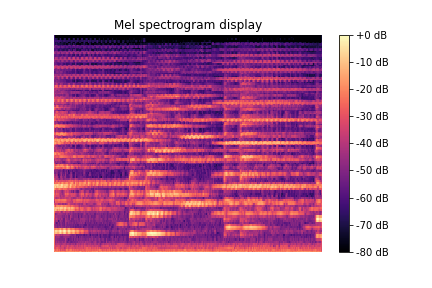 Mel spectrogram display
+0 dB
-10 dB
-20 dB
-30 dB
-40 dB
-50 dB
-60 dB
-70 dB
-80 dB